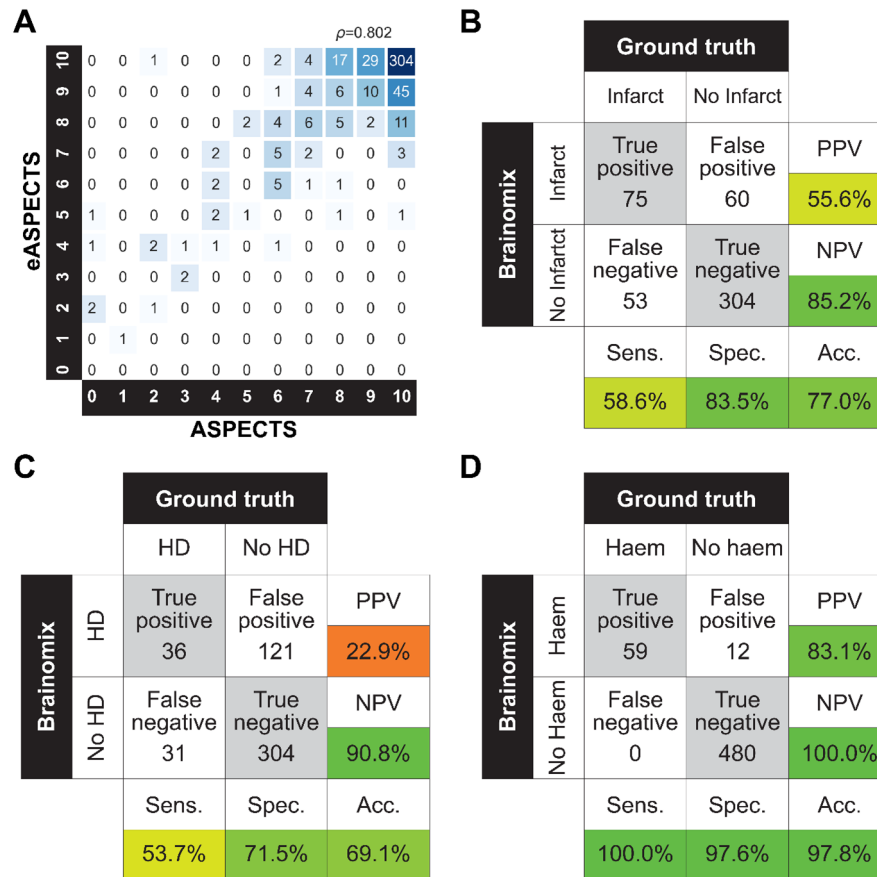 A
ρ=0.802
eASPECTS
10 0 0 1 0 0 0 2 4 17 29 304
9 0 0 0 0 0 0 1 4 6 10 45
8 0 0 0 0 0 2 4 6 5 2 11
7 0 0 0 0 2 0 5 2 0 0 3
6 0 0 0 0 2 0 5 1 1 0 0
5 1 0 0 0 2 1 0 0 1 0 1
4 1 0 2 1 1 0 1 0 0 0 0
3 0 0 0 2 0 0 0 0 0 0 0
2 2 0 1 0 0 0 0 0 0 0 0
1 0 1 0 0 0 0 0 0 0 0 0
0 0 0 0 0 0 0 0 0 0 0 0
0 1 2 3 4 5 6 7 8 9 10
ASPECTS
B
Ground truth
Infarct No Infarct
Brainomix
Infarct
True positive 75
False positive 60
PPV
55.6%
No Infartct
False negative 53
True negative 304
NPV
85.2%
Sens. Spec. Acc.
58.6% 83.5% 77.0%
C
Ground truth
HD No HD
Brainomix
HD
True positive 36
False positive 121
PPV
22.9%
No HD
False negative 31
True negative 304
NPV
90.8%
Sens. Spec. Acc.
53.7% 71.5% 69.1%
D
Ground truth
Haem No haem
Brainomix
Haem
True positive 59
False positive 12
PPV
83.1%
No Haem
False negative 0
True negative 480
NPV
100.0%
Sens. Spec. Acc.
100.0% 97.6% 97.8%